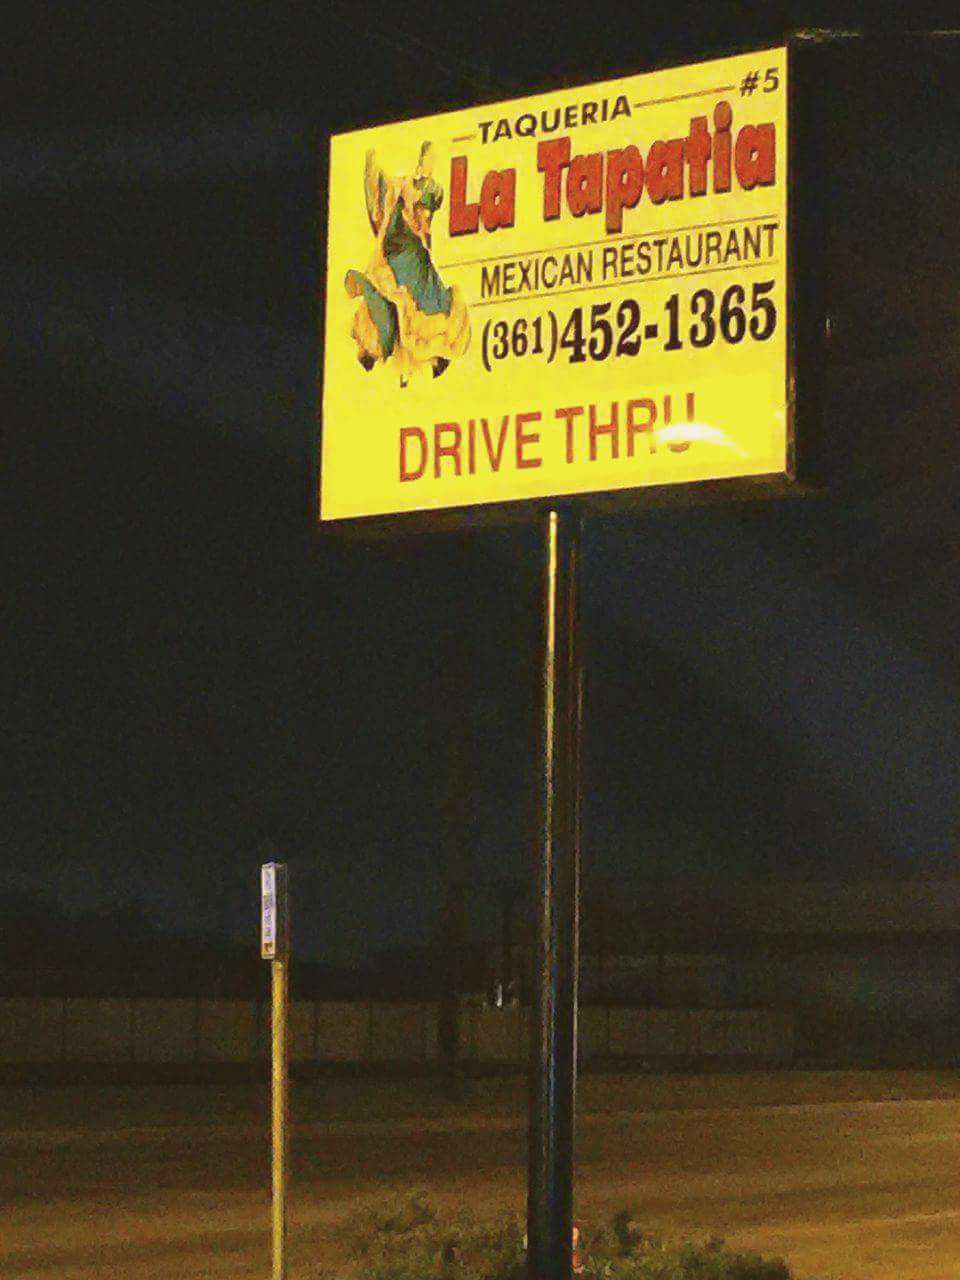 TAQUERIA #5
La Tapatia
MEXICAN RESTAURANT
(361)452-1365
DRIVE THRU